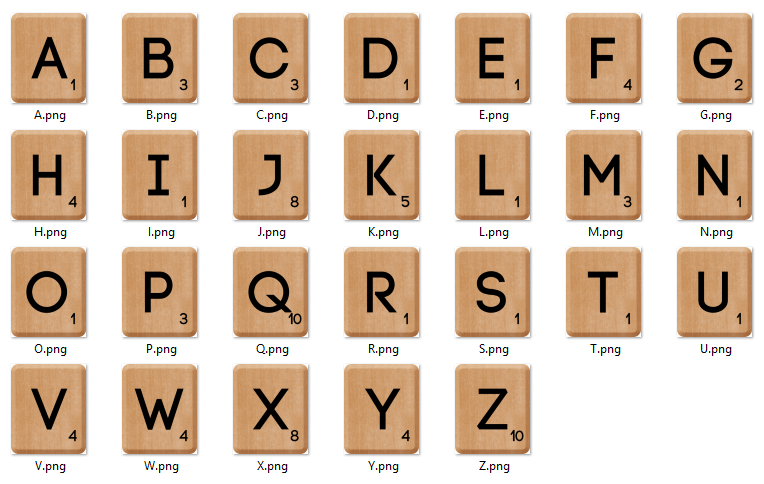 A1 B3 C3 D1 E1 F4 G2
A.png B.png C.png D.png E.png F.png G.png
H4 I1 J8 K5 L1 M3 N1
H.png I.png J.png K.png L.png M.png N.png
O1 P3 Q10 R1 S1 T1 U1
O.png P.png Q.png R.png S.png T.png U.png
V4 W4 X8 Y4 Z10
V.png W.png X.png Y.png Z.png